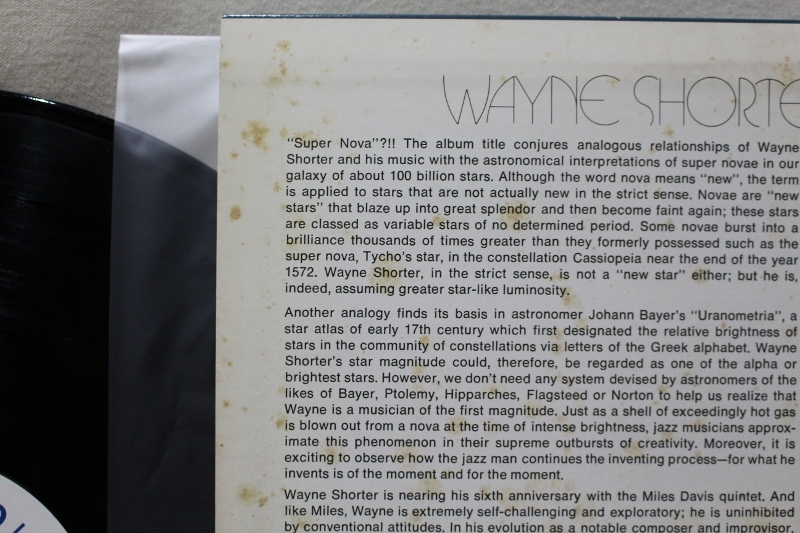 WAYNE SHORTE
"Super Nova"?!! The album title conjures analogous relationships of Wayne
Shorter and his music with the astronomical interpretations of super novae in our
galaxy of about 100 billion stars. Although the word nova means "new", the term
is applied to stars that are not actually new in the strict sense. Novae are "new
stars" that blaze up into great splendor and then become faint again; these stars
are classed as variable stars of no determined period. Some novae burst into a
brilliance thousands of times greater than they formerly possessed such as the
super nova, Tycho's star, in the constellation Cassiopeia near the end of the year
1572. Wayne Shorter, in the strict sense, is not a "new star" either; but he is,
indeed, assuming greater star-like luminosity.
Another analogy finds its basis in astronomer Johann Bayer's "Uranometria", a
star atlas of early 17th century which first designated the relative brightness of
stars in the community of constellations via letters of the Greek alphabet. Wayne
Shorter's star magnitude could, therefore, be regarded as one of the alpha or
brightest stars. However, we don't need any system devised by astronomers of the
likes of Bayer, Ptolemy, Hipparches, Flagsteed or Norton to help us realize that
Wayne is a musician of the first magnitude. Just as a shell of exceedingly hot gas
is blown out from a nova at the time of intense brightness, jazz musicians approx-
imate this phenomenon in their supreme outbursts of creativity. Moreover, it is
exciting to observe how the jazz man continues the inventing process—for what he
invents is of the moment and for the moment.
Wayne Shorter is nearing his sixth anniversary with the Miles Davis quintet. And
like Miles, Wayne is extremely self-challenging and exploratory; he is uninhibited
by conventional attitudes. In his evolution as a notable composer and improvisor,